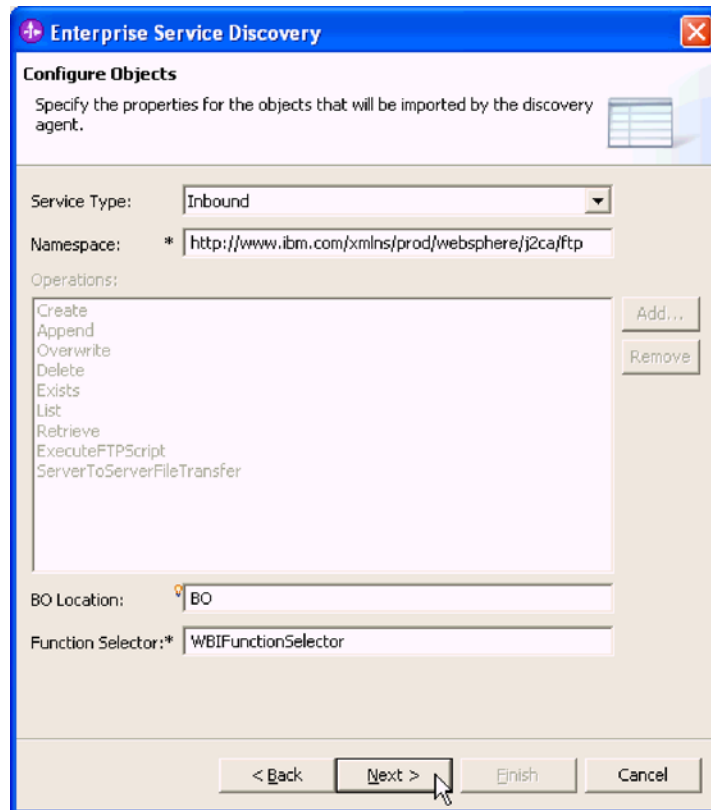 Enterprise Service Discovery
Configure Objects
Specify the properties for the objects that will be imported by the discovery
agent.
Service Type: Inbound
Namespace: * http://www.ibm.com/xmlns/prod/websphere/j2ca/ftp
Operations:
Create
Append
Overwrite
Delete
Exists
List
Retrieve
ExecuteFTPScript
ServerToServerFileTransfer
Add...
Remove
BO Location: BO
Function Selector:* WBIFunctionSelector
< Back Next > Finish Cancel